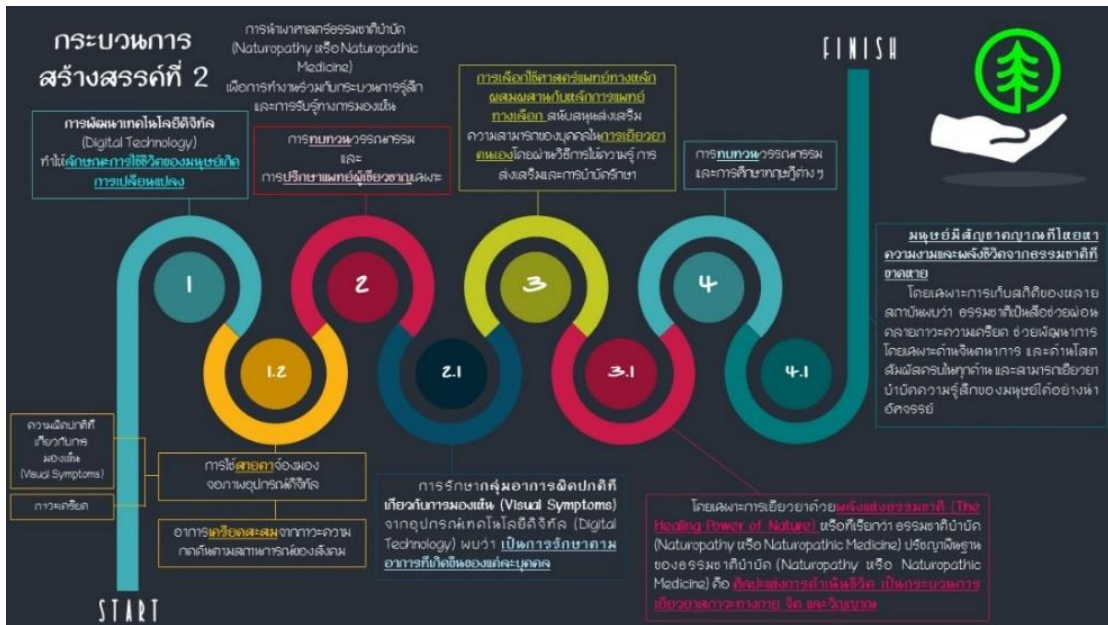 กระบวนการ
สร้างสรรค์ที่ 2
การนำพาศาสตร์ธรรมชาติบำบัด
(Naturopathy หรือ Naturopathic
Medicine)
เพื่อการทำงานร่วมกับกระบวนการรู้สึก
และการรับรู้ทางการมองเห็น
การพัฒนาเทคโนโลยีดิจิทัล
(Digital Technology)
ทำให้ลักษณะการใช้ชีวิตของมนุษย์เกิด
การเปลี่ยนแปลง
การทบทวนวรรณกรรม
และ
การปรึกษาแพทย์ผู้เชี่ยวชาญเฉพาะ
การเลือกใช้ศาสตร์แพทย์ทางหลัก
ผสมผสานกับหลักการแพทย์
ทางเลือก สนับสนุนส่งเสริม
ความสามารถของบุคคลในการเยียวยา
ตนเองโดยผ่านวิธีการให้ความรู้ การ
ส่งเสริมและการบำบัดรักษา
การทบทวนวรรณกรรม
และการศึกษาทฤษฎีต่าง ๆ
FINISH
มนุษย์มีสัญชาตญาณที่โหยหา
ความงามและพลังชีวิตจากธรรมชาติที่
ขาดหาย
โดยเฉพาะการเก็บสถิติของหลาย
สถาบันพบว่า ธรรมชาติเป็นสื่อช่วยผ่อน
คลายภาวะความเครียด ช่วยพัฒนาการ
โดยเฉพาะด้านจินตนาการ และด้านโสต
สัมผัสครบในทุกด้าน และสามารถเยียวยา
บำบัดความรู้สึกของมนุษย์ได้อย่างน่า
อัศจรรย์
1
2
3
4
1.2
2.1
3.1
4.1
ความผิดปกติที่
เกี่ยวกับการ
มองเห็น
(Visual Symptoms)
ภาวะเครียด
การใช้สายตาจ้องมอง
จอภาพอุปกรณ์ดิจิทัล
อาการเครียดสะสมจากภาวะความ
กดดันตามสถานการณ์ของสังคม
การรักษากลุ่มอาการผิดปกติที่
เกี่ยวกับการมองเห็น (Visual Symptoms)
จากอุปกรณ์เทคโนโลยีดิจิทัล (Digital
Technology) พบว่า เป็นการรักษาตาม
อาการที่เกิดขึ้นของแต่ละบุคคล
โดยเฉพาะการเยียวยาด้วยพลังแห่งธรรมชาติ (The
Healing Power of Nature) หรือที่เรียกว่า ธรรมชาติบำบัด
(Naturopathy หรือ Naturopathic Medicine) ปรัชญาพื้นฐาน
ของธรรมชาติบำบัด (Naturopathy หรือ Naturopathic
Medicine) คือ ศิลปะแห่งการดำเนินชีวิต เป็นกระบวนการ
เยียวยาสภาวะทางกาย จิต และวิญญาณ
START